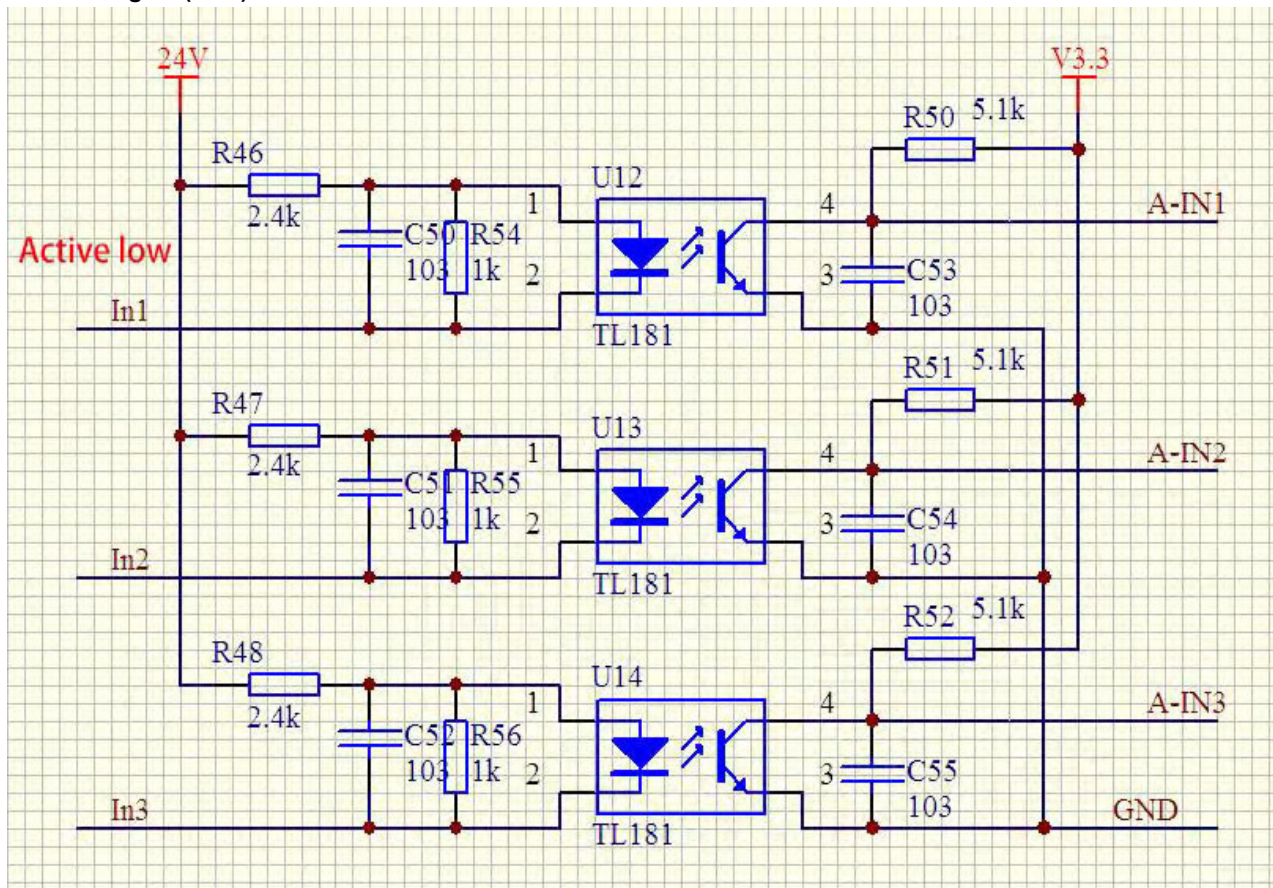 24V
V3.3
R50 5.1k
R46
2.4k
U12
1
4
A-IN1
Active low
C50 R54
103 1k
2
3
C53
103
In1
TL181
R51 5.1k
R47
2.4k
U13
1
4
A-IN2
C51 R55
103 1k
2
3
C54
103
In2
TL181
R52 5.1k
R48
2.4k
U14
1
4
A-IN3
C52 R56
103 1k
2
3
C55
103
In3
GND
TL181